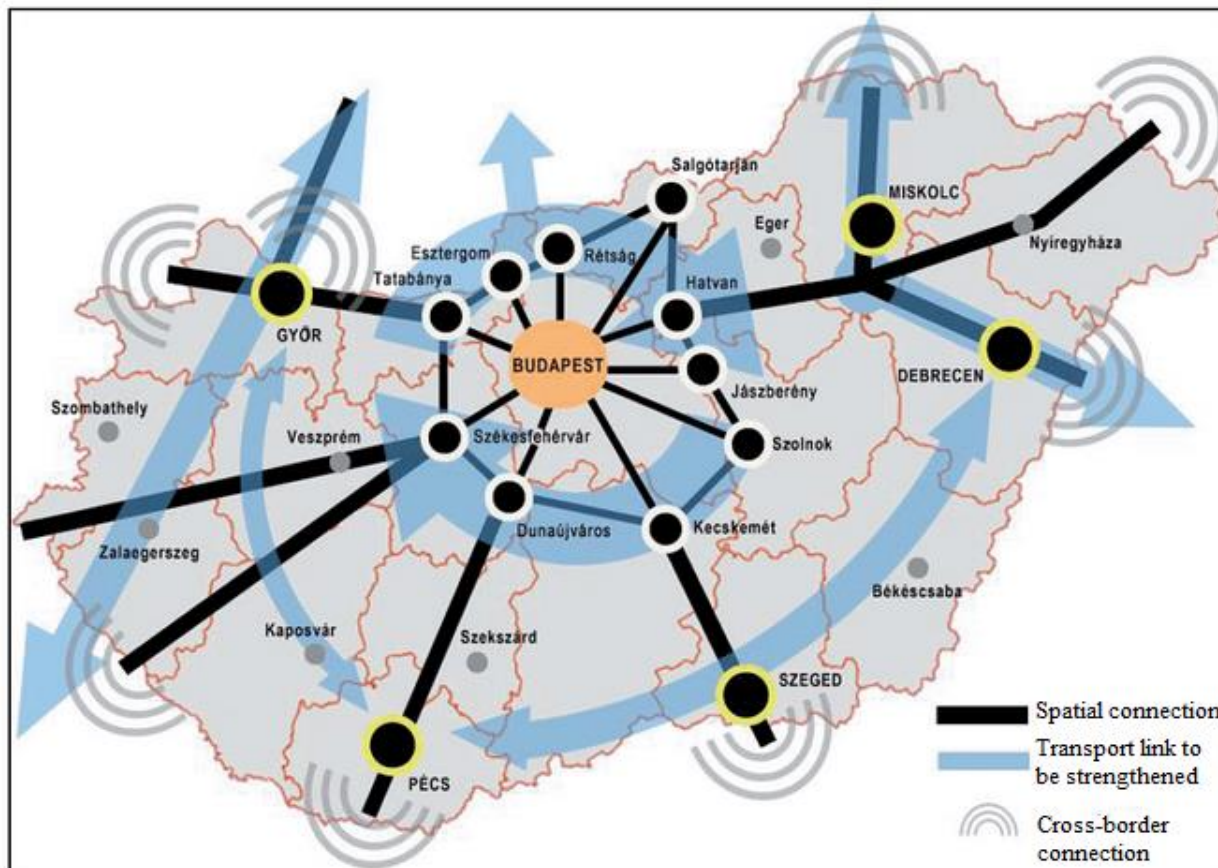 Salgótarján
MISKOLC
Eger
Nyíregyháza
Esztergom
Rétság
Tatabánya
Hatvan
GYŐR
BUDAPEST
DEBRECEN
Jászberény
Szombathely
Veszprém
Székesfehérvár
Szolnok
Dunaújváros
Kecskemét
Zalaegerszeg
Békéscsaba
Kaposvár
Szekszárd
SZEGED
PÉCS
Spatial connection
Transport link to
be strengthened
Cross-border
connection